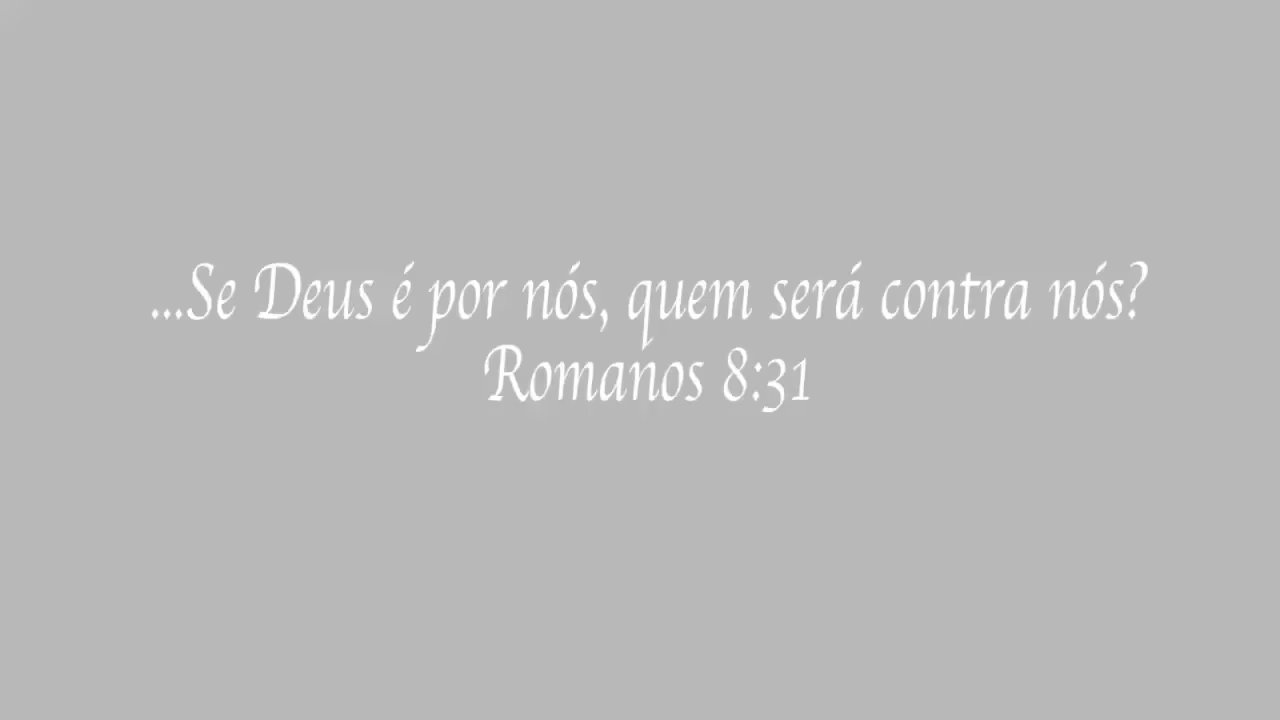 ...Se Deus é por nós, quem será contra nós?
Romanos 8:31